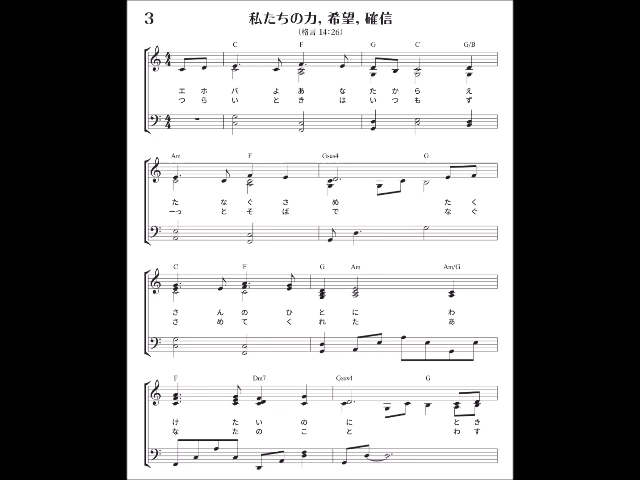 3 私たちの力, 希望, 確信
(格言 14:26)
C F G C G/B
エ ホ バ よ あ な た か ら え
つ ら い と き は い つ も ず
Am F Gsus4 G
た な ぐ さ め た く
ーっ と そ ば で な ぐ
C F G Am Am/G
さ ん の ひ と に わ
さ め て く れ た あ
F Dm7 Gsus4 G
け た い の に と き
な た の こ と わ す